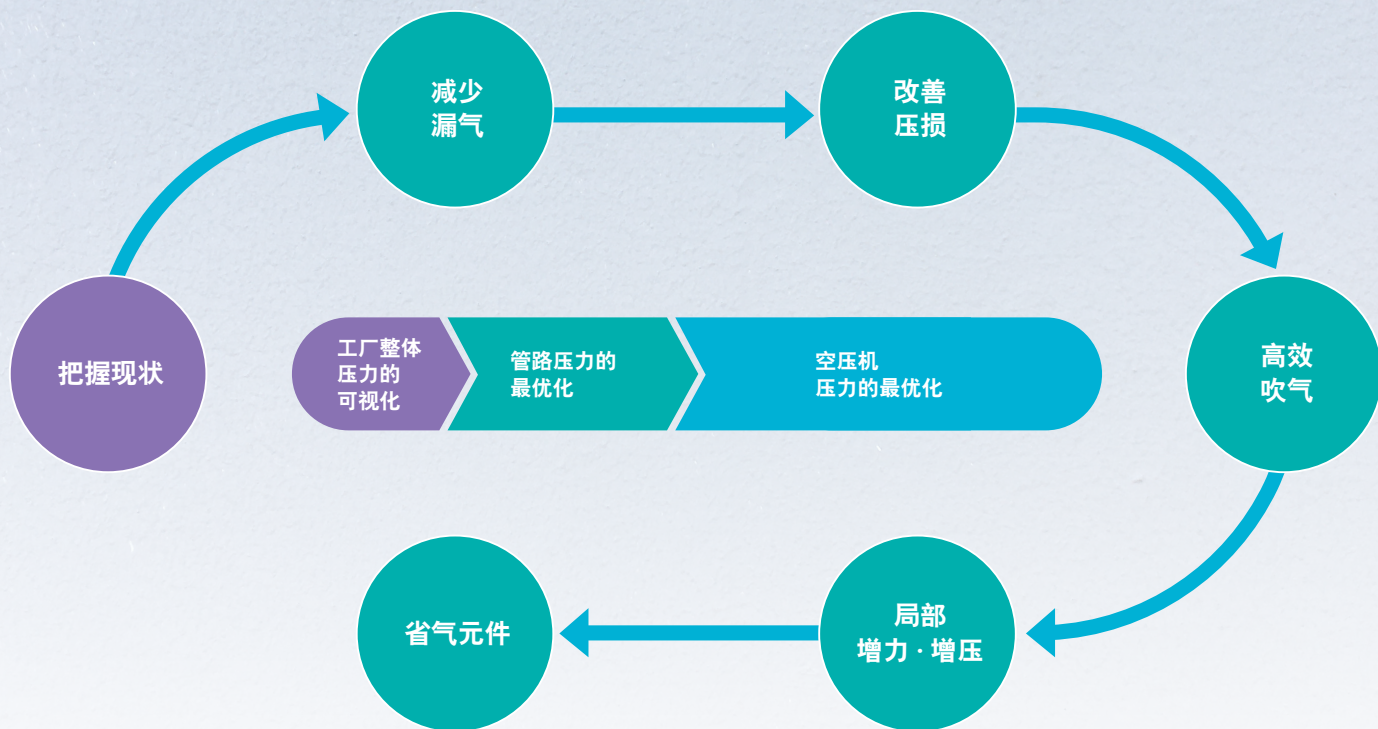 减少
漏气
改善
压损
把握现状
工厂整体
压力的
可视化
管路压力的
最优化
空压机
压力的最优化
高效
吹气
省气元件
局部
增力 · 增压